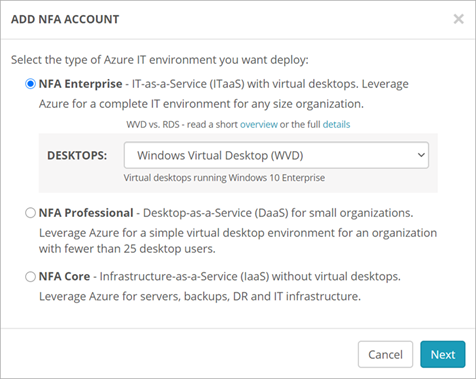 ADD NFA ACCOUNT
Select the type of Azure IT environment you want deploy:
NFA Enterprise - IT-as-a-Service (ITaaS) with virtual desktops. Leverage
Azure for a complete IT environment for any size organization.
WVD vs. RDS - read a short overview or the full details
DESKTOPS: Windows Virtual Desktop (WVD)
Virtual desktops running Windows 10 Enterprise
NFA Professional - Desktop-as-a-Service (DaaS) for small organizations.
Leverage Azure for a simple virtual desktop environment for an organization
with fewer than 25 desktop users.
NFA Core - Infrastructure-as-a-Service (IaaS) without virtual desktops.
Leverage Azure for servers, backups, DR and IT infrastructure.
Cancel Next